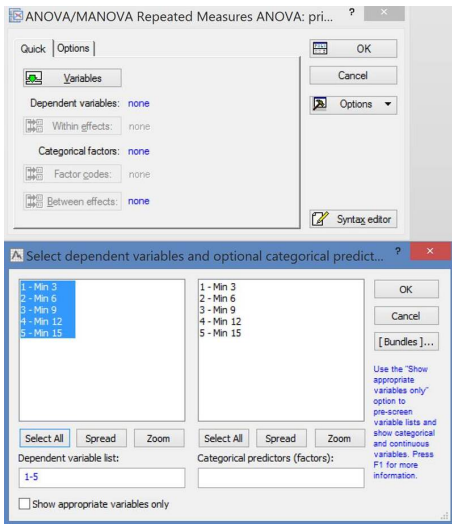 ANOVA/MANOVA Repeated Measures ANOVA: pri... ? ×
Quick Options
OK
Variables
Cancel
Dependent variables: none
Options
Within effects: none
Categorical factors: none
Factor codes: none
Between effects: none
Syntax editor
Select dependent variables and optional categorical predict... ? ×
1 - Min 3
2 - Min 6
3 - Min 9
4 - Min 12
5 - Min 15
1 - Min 3
2 - Min 6
3 - Min 9
4 - Min 12
5 - Min 15
OK
Cancel
[ Bundles ]...
Use the "Show
appropriate
variables only"
option to
pre-screen
variable lists and
show categorical
and continuous
variables. Press
F1 for more
information.
Select All Spread Zoom
Select All Spread Zoom
Dependent variable list:
1-5
Categorical predictors (factors):
Show appropriate variables only